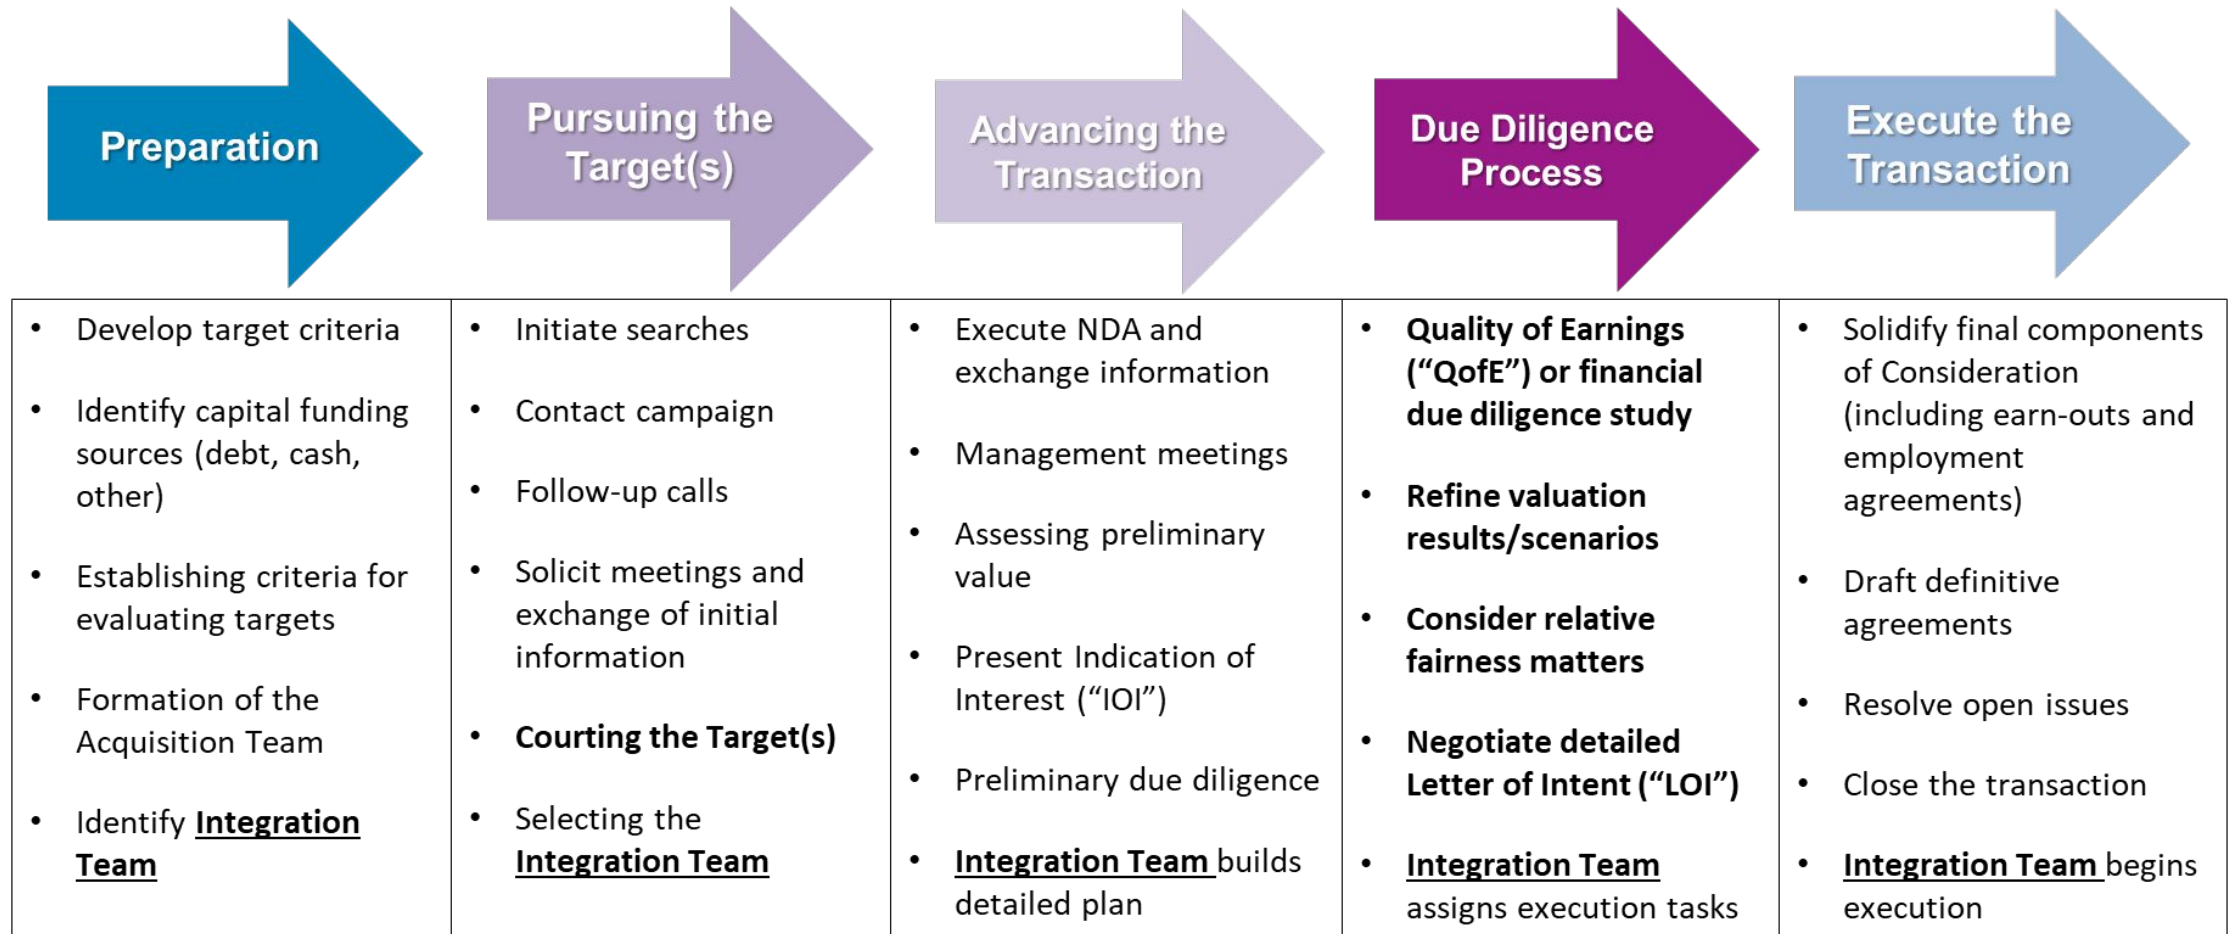 Preparation
Pursuing the
Target(s)
Advancing the
Transaction
Due Diligence
Process
Execute the
Transaction
• Develop target criteria
• Identify capital funding
sources (debt, cash,
other)
• Establishing criteria for
evaluating targets
• Formation of the
Acquisition Team
• Identify Integration
Team
• Initiate searches
• Contact campaign
• Follow-up calls
• Solicit meetings and
exchange of initial
information
• Courting the Target(s)
• Selecting the
Integration Team
• Execute NDA and
exchange information
• Management meetings
• Assessing preliminary
value
• Present Indication of
Interest (“IOI”)
• Preliminary due diligence
• Integration Team builds
detailed plan
• Quality of Earnings
(“QofE”) or financial
due diligence study
• Refine valuation
results/scenarios
• Consider relative
fairness matters
• Negotiate detailed
Letter of Intent (“LOI”)
• Integration Team
assigns execution tasks
• Solidify final components
of Consideration
(including earn-outs and
employment
agreements)
• Draft definitive
agreements
• Resolve open issues
• Close the transaction
• Integration Team begins
execution